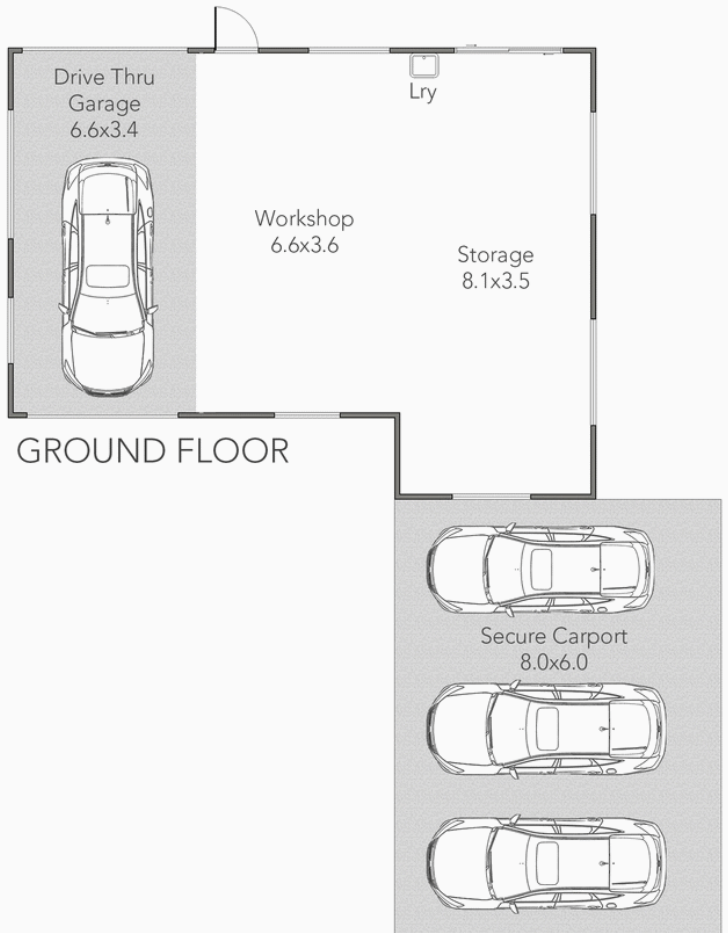 Drive Thru
Garage
6.6x3.4
Lry
Workshop
6.6x3.6
Storage
8.1x3.5
GROUND FLOOR
Secure Carport
8.0x6.0